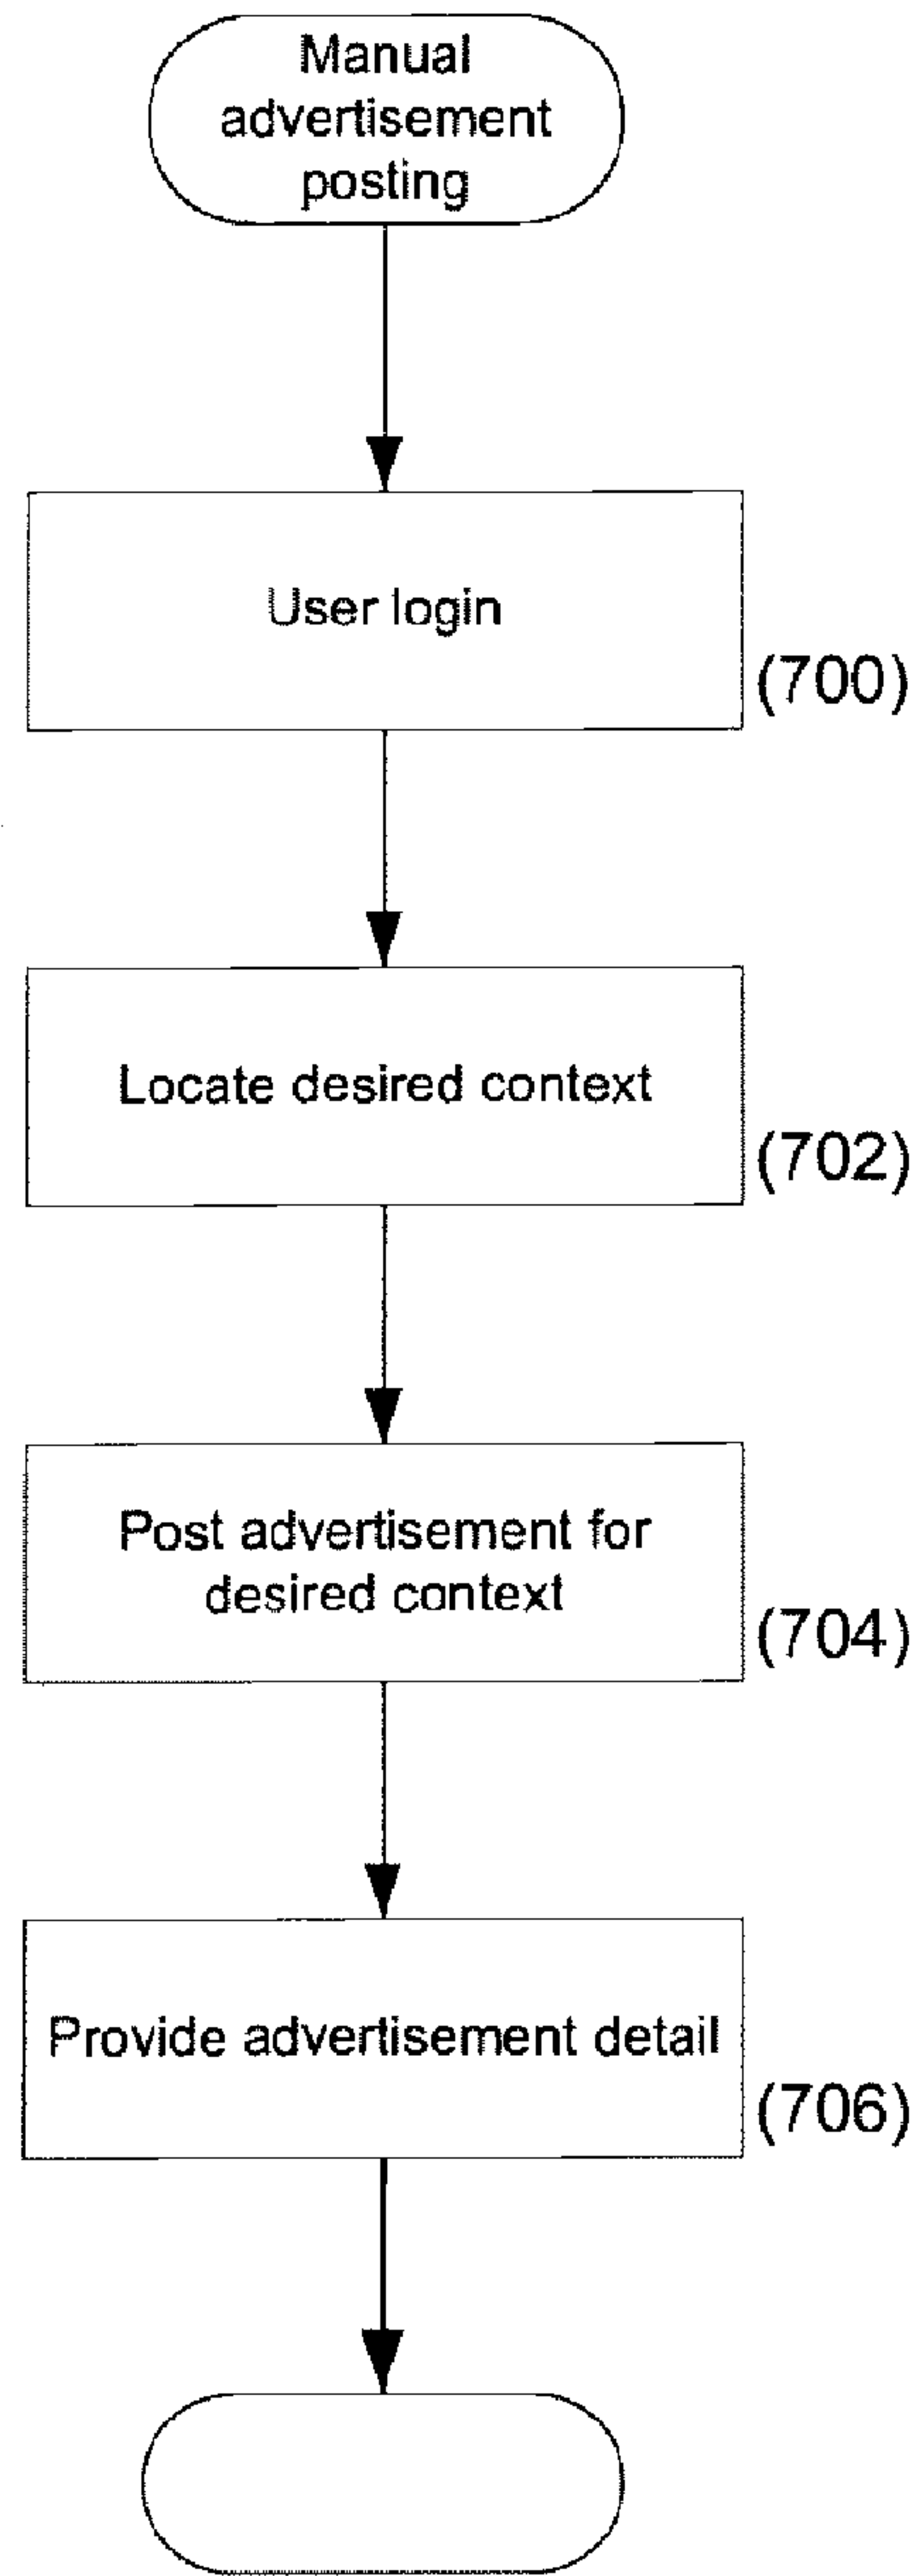 Manual
advertisement
posting
User login
(700)
Locate desired context
(702)
Post advertisement for
desired context
(704)
Provide advertisement detail
(706)